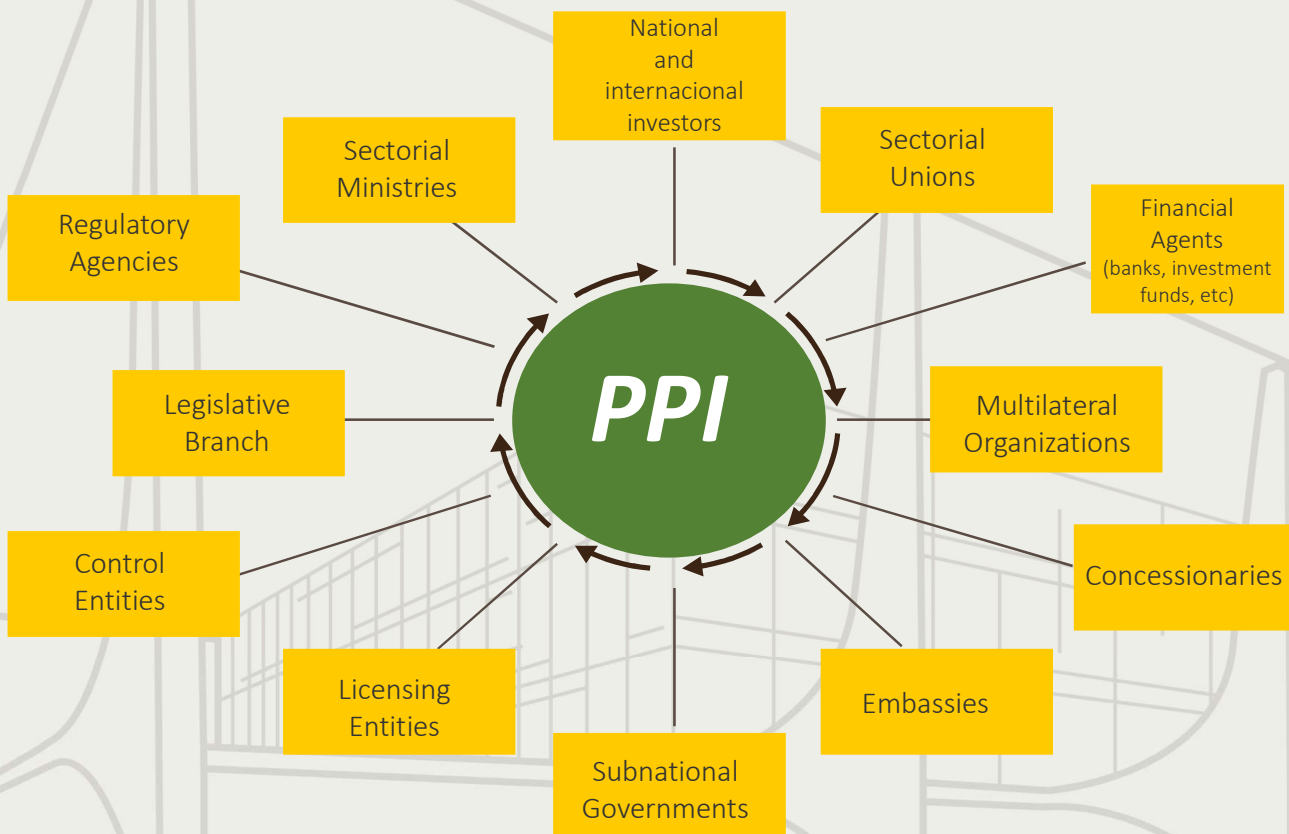 National
and
internacional
investors
Sectorial
Unions
Financial
Agents
(banks, investment
funds, etc)
Multilateral
Organizations
Concessionaries
Embassies
Subnational
Governments
Licensing
Entities
Control
Entities
Legislative
Branch
Regulatory
Agencies
Sectorial
Ministries
PPI